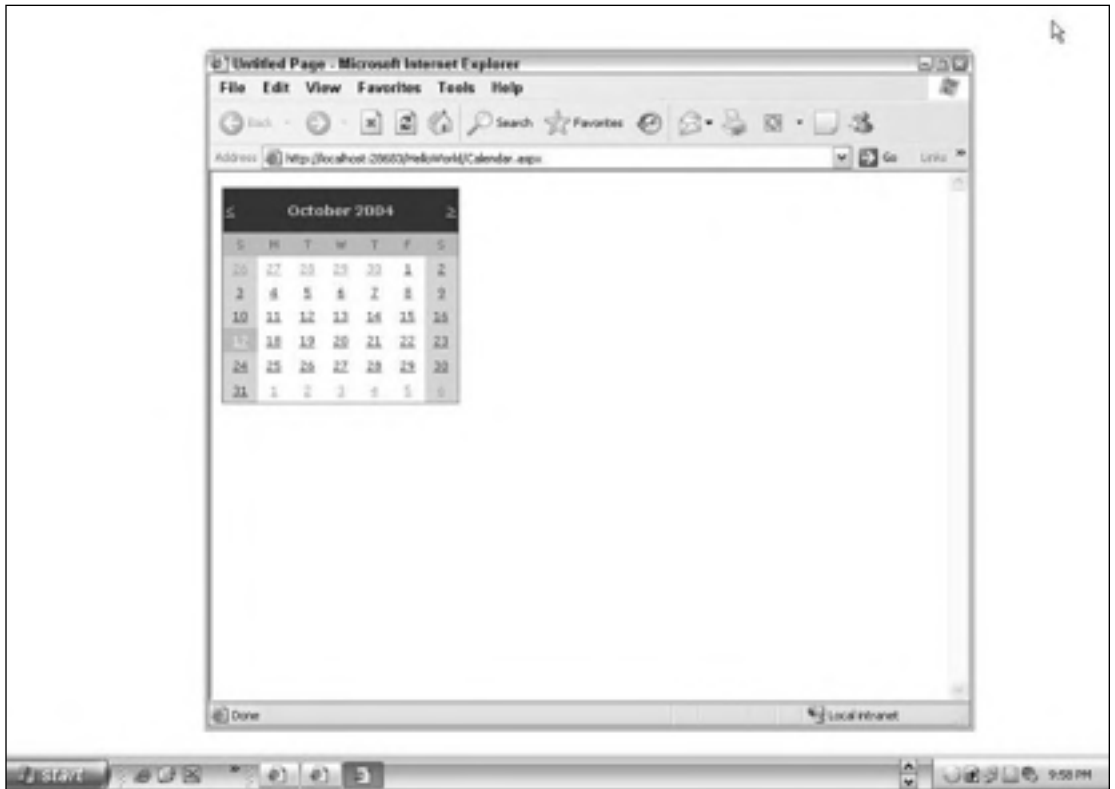 Untitled Page - Microsoft Internet Explorer
File Edit View Favorites Tools Help
Back Search Favorites
Address http://localhost:28683/HelloWorld/Calendar.aspx Go Links
< October 2004 >
S M T W T F S
26 27 28 29 30 1 2
3 4 5 6 7 8 9
10 11 12 13 14 15 16
17 18 19 20 21 22 23
24 25 26 27 28 29 30
31 1 2 3 4 5 6
Done Local intranet
start 9:58 PM